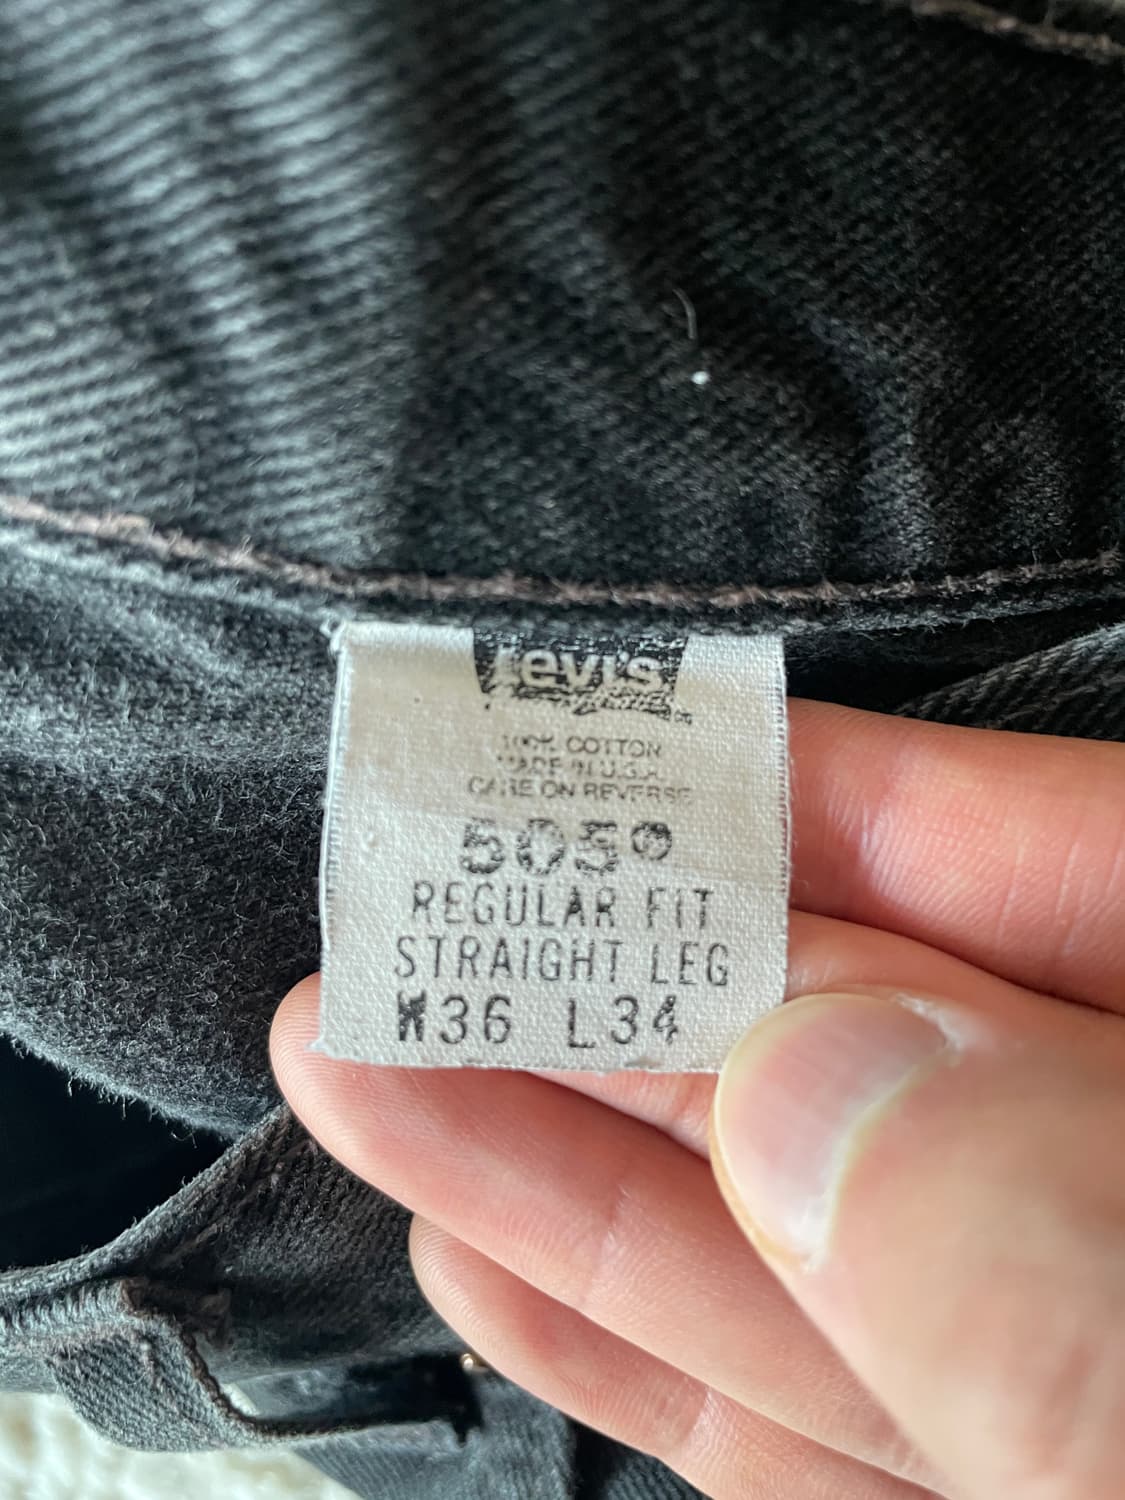 Levi's
100% COTTON
MADE IN U.S.A.
CARE ON REVERSE
505®
REGULAR FIT
STRAIGHT LEG
W36 L34